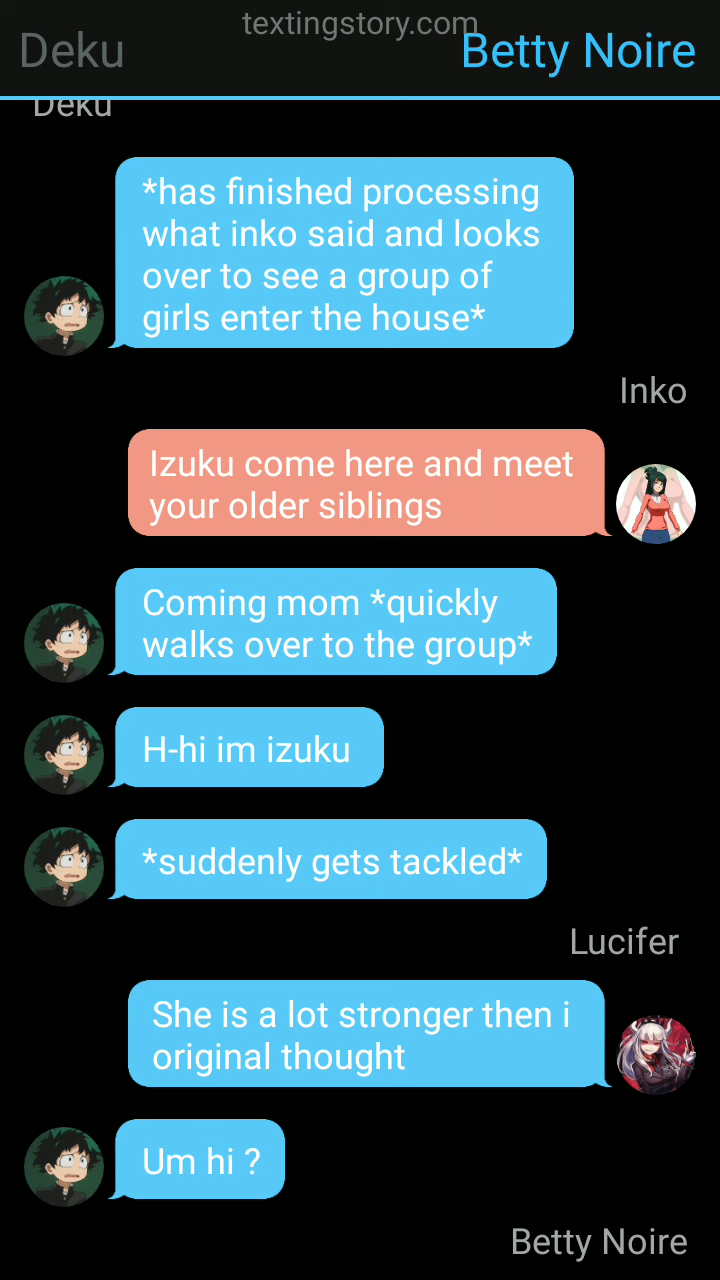 textingstory.com
Deku
Betty Noire
Deku
*has finished processing
what inko said and looks
over to see a group of
girls enter the house*
Inko
Izuku come here and meet
your older siblings
Coming mom *quickly
walks over to the group*
H-hi im izuku
*suddenly gets tackled*
Lucifer
She is a lot stronger then i
original thought
Um hi ?
Betty Noire